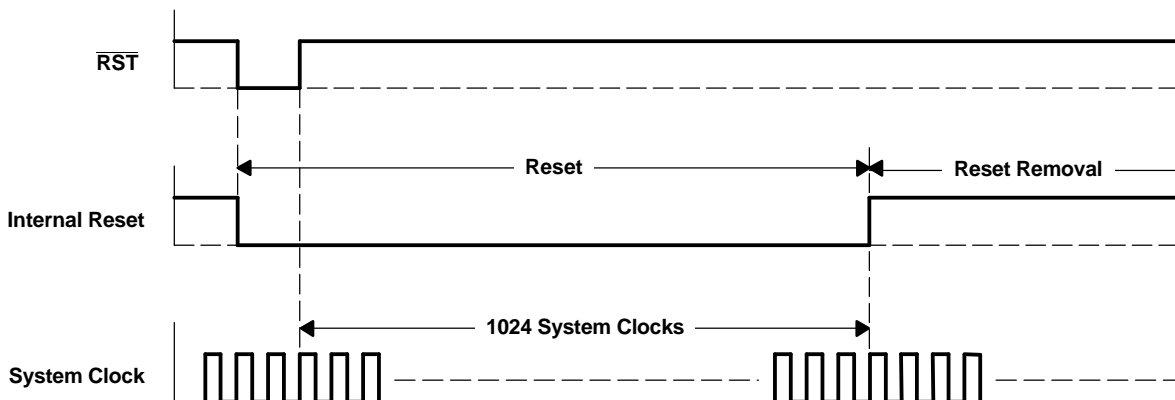 RST
Reset
Reset Removal
Internal Reset
1024 System Clocks
System Clock